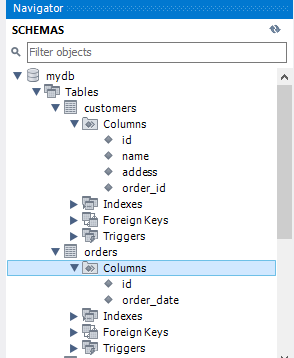 Navigator
SCHEMAS
Filter objects
mydb
Tables
customers
Columns
id
name
addess
order_id
Indexes
Foreign Keys
Triggers
orders
Columns
id
order_date
Indexes
Foreign Keys
Triggers